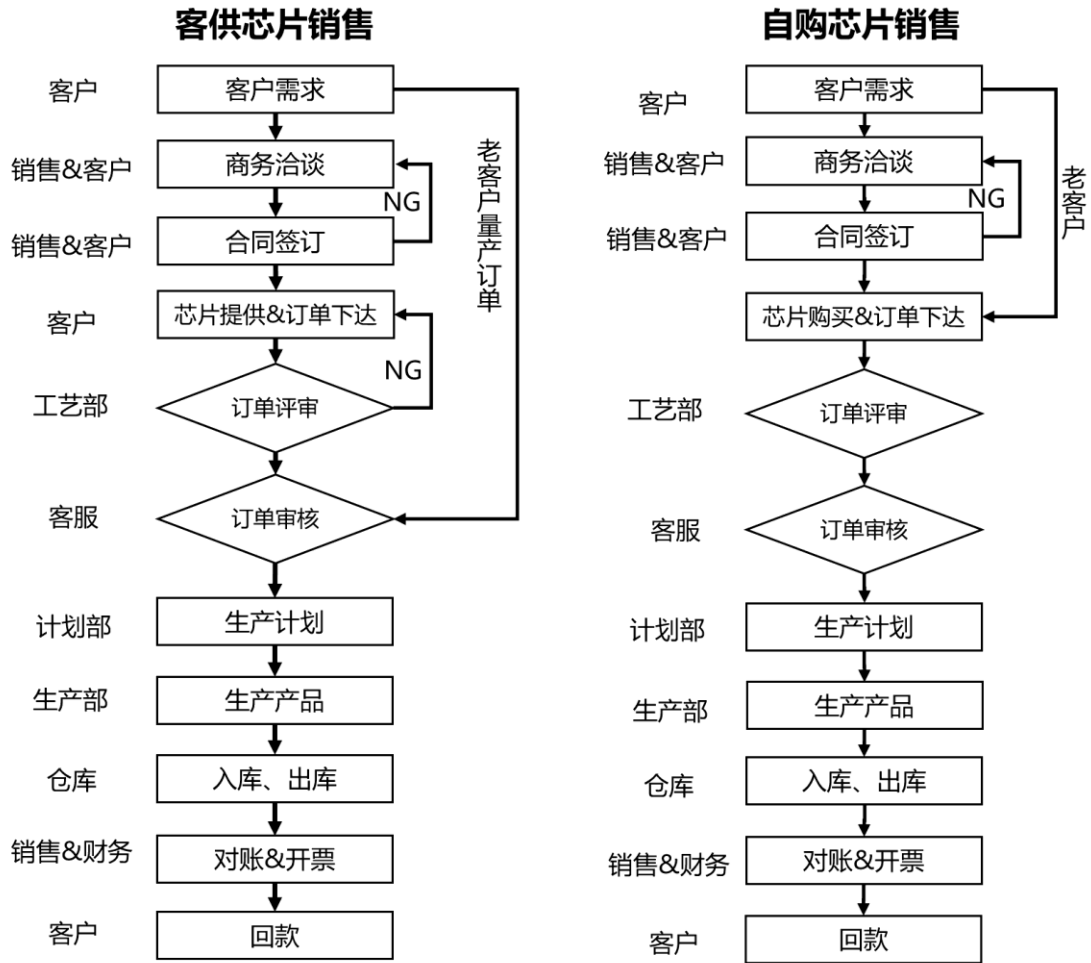 客供芯片销售
客户
客户需求
销售&客户
商务洽谈
NG
销售&客户
合同签订
老客户量产订单
客户
芯片提供&订单下达
NG
工艺部
订单评审
客服
订单审核
计划部
生产计划
生产部
生产产品
仓库
入库、出库
销售&财务
对账&开票
客户
回款
自购芯片销售
客户
客户需求
销售&客户
商务洽谈
NG
销售&客户
合同签订
老客户
芯片购买&订单下达
工艺部
订单评审
客服
订单审核
计划部
生产计划
生产部
生产产品
仓库
入库、出库
销售&财务
对账&开票
客户
回款